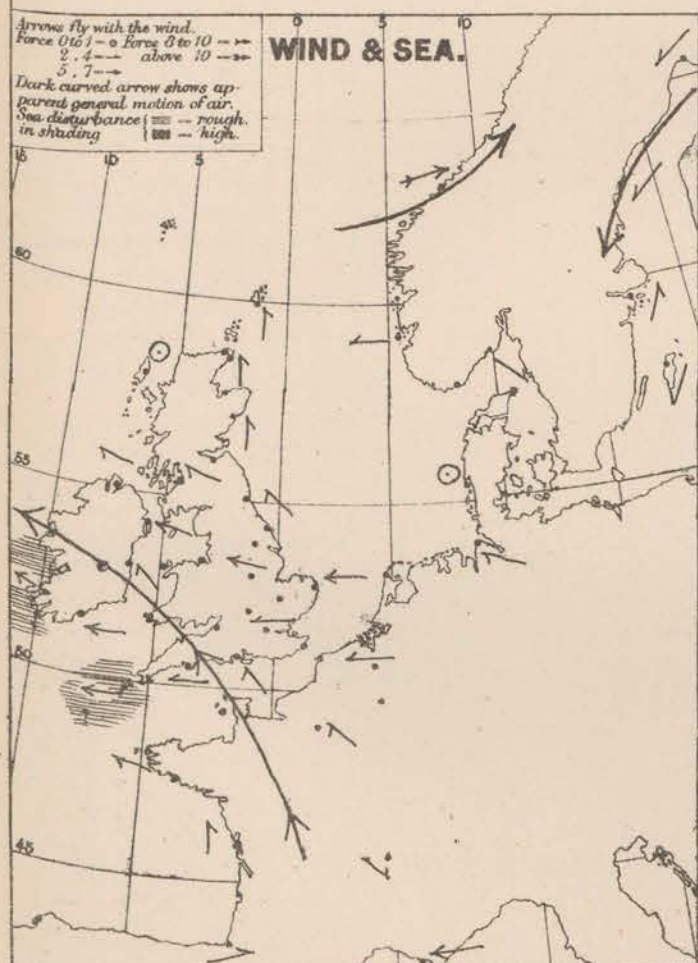 Arrows fly with the wind.
Force 0 to 1 – Force 8 to 10 –
2 . 4 – above 10 –
5 . 7 –
Dark curved arrow shows ap-
parent general motion of air.
Sea disturbance { – rough.
in shading { – high.
WIND & SEA.
0 5 10
15 10 5
60
55
50
45